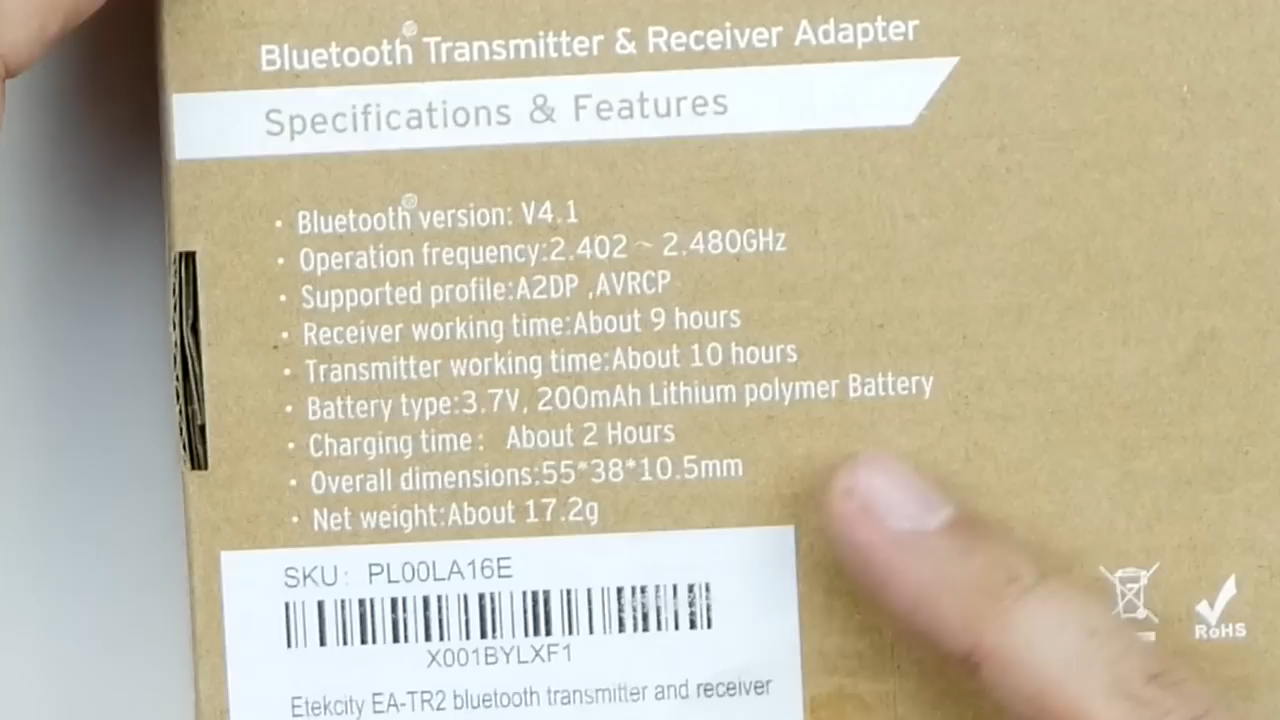 Bluetooth® Transmitter & Receiver Adapter
Specifications & Features
• Bluetooth® version: V4.1
• Operation frequency:2.402 ~ 2.480GHz
• Supported profile:A2DP ,AVRCP
• Receiver working time:About 9 hours
• Transmitter working time:About 10 hours
• Battery type:3.7V, 200mAh Lithium polymer Battery
• Charging time: About 2 Hours
• Overall dimensions:55*38*10.5mm
• Net weight:About 17.2g
SKU: PL00LA16E
X001BYLXF1
Etekcity EA-TR2 bluetooth transmitter and receiver
RoHS